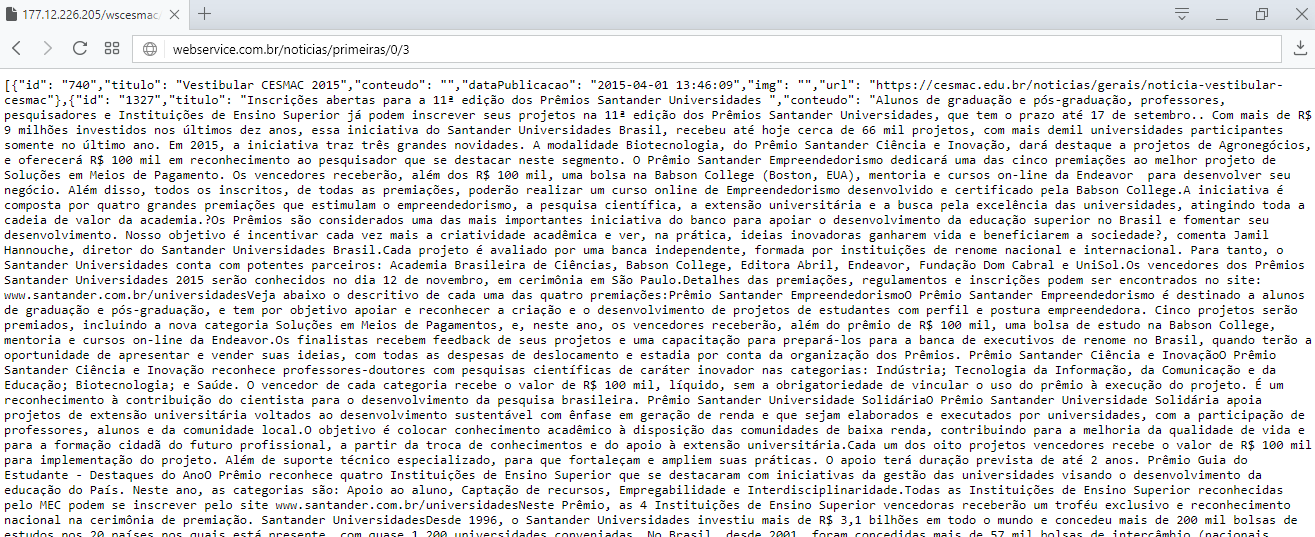 177.12.226.205/wscesmac/
webservice.com.br/noticias/primeiras/0/3
[{"id": "740","titulo": "Vestibular CESMAC 2015","conteudo": "","dataPublicacao": "2015-04-01 13:46:09","img": "","url": "https://cesmac.edu.br/noticias/gerais/noticia-vestibular-
cesmac"},{"id": "1327","titulo": "Inscrições abertas para a 11ª edição dos Prêmios Santander Universidades ","conteudo": "Alunos de graduação e pós-graduação, professores,
pesquisadores e Instituições de Ensino Superior já podem inscrever seus projetos na 11ª edição dos Prêmios Santander Universidades, que tem o prazo até 17 de setembro.. Com mais de R$
9 milhões investidos nos últimos dez anos, essa iniciativa do Santander Universidades Brasil, recebeu até hoje cerca de 66 mil projetos, com mais demil universidades participantes
somente no último ano. Em 2015, a iniciativa traz três grandes novidades. A modalidade Biotecnologia, do Prêmio Santander Ciência e Inovação, dará destaque a projetos de Agronegócios,
e oferecerá R$ 100 mil em reconhecimento ao pesquisador que se destacar neste segmento. O Prêmio Santander Empreendedorismo dedicará uma das cinco premiações ao melhor projeto de
Soluções em Meios de Pagamento. Os vencedores receberão, além dos R$ 100 mil, uma bolsa na Babson College (Boston, EUA), mentoria e cursos on-line da Endeavor  para desenvolver seu
negócio. Além disso, todos os inscritos, de todas as premiações, poderão realizar um curso online de Empreendedorismo desenvolvido e certificado pela Babson College.A iniciativa é
composta por quatro grandes premiações que estimulam o empreendedorismo, a pesquisa científica, a extensão universitária e a busca pela excelência das universidades, atingindo toda a
cadeia de valor da academia.?Os Prêmios são considerados uma das mais importantes iniciativa do banco para apoiar o desenvolvimento da educação superior no Brasil e fomentar seu
desenvolvimento. Nosso objetivo é incentivar cada vez mais a criatividade acadêmica e ver, na prática, ideias inovadoras ganharem vida e beneficiarem a sociedade?, comenta Jamil
Hannouche, diretor do Santander Universidades Brasil.Cada projeto é avaliado por uma banca independente, formada por instituições de renome nacional e internacional. Para tanto, o
Santander Universidades conta com potentes parceiros: Academia Brasileira de Ciências, Babson College, Editora Abril, Endeavor, Fundação Dom Cabral e UniSol.Os vencedores dos Prêmios
Santander Universidades 2015 serão conhecidos no dia 12 de novembro, em cerimônia em São Paulo.Detalhes das premiações, regulamentos e inscrições podem ser encontrados no site:
www.santander.com.br/universidadesVeja abaixo o descritivo de cada uma das quatro premiações:Prêmio Santander EmpreendedorismoO Prêmio Santander Empreendedorismo é destinado a alunos
de graduação e pós-graduação, e tem por objetivo apoiar e reconhecer a criação e o desenvolvimento de projetos de estudantes com perfil e postura empreendedora. Cinco projetos serão
premiados, incluindo a nova categoria Soluções em Meios de Pagamentos, e, neste ano, os vencedores receberão, além do prêmio de R$ 100 mil, uma bolsa de estudo na Babson College,
mentoria e cursos on-line da Endeavor.Os finalistas recebem feedback de seus projetos e uma capacitação para prepará-los para a banca de executivos de renome no Brasil, quando terão a
oportunidade de apresentar e vender suas ideias, com todas as despesas de deslocamento e estadia por conta da organização dos Prêmios. Prêmio Santander Ciência e InovaçãoO Prêmio
Santander Ciência e Inovação reconhece professores-doutores com pesquisas científicas de caráter inovador nas categorias: Indústria; Tecnologia da Informação, da Comunicação e da
Educação; Biotecnologia; e Saúde. O vencedor de cada categoria recebe o valor de R$ 100 mil, líquido, sem a obrigatoriedade de vincular o uso do prêmio à execução do projeto. É um
reconhecimento à contribuição do cientista para o desenvolvimento da pesquisa brasileira. Prêmio Santander Universidade SolidáriaO Prêmio Santander Universidade Solidária apoia
projetos de extensão universitária voltados ao desenvolvimento sustentável com ênfase em geração de renda e que sejam elaborados e executados por universidades, com a participação de
professores, alunos e da comunidade local.O objetivo é colocar conhecimento acadêmico à disposição das comunidades de baixa renda, contribuindo para a melhoria da qualidade de vida e
para a formação cidadã do futuro profissional, a partir da troca de conhecimentos e do apoio à extensão universitária.Cada um dos oito projetos vencedores recebe o valor de R$ 100 mil
para implementação do projeto. Além de suporte técnico especializado, para que fortaleçam e ampliem suas práticas. O apoio terá duração prevista de até 2 anos. Prêmio Guia do
Estudante - Destaques do AnoO Prêmio reconhece quatro Instituições de Ensino Superior que se destacaram com iniciativas da gestão das universidades visando o desenvolvimento da
educação do País. Neste ano, as categorias são: Apoio ao aluno, Captação de recursos, Empregabilidade e Interdisciplinaridade.Todas as Instituições de Ensino Superior reconhecidas
pelo MEC podem se inscrever pelo site www.santander.com.br/universidadesNeste Prêmio, as 4 Instituições de Ensino Superior vencedoras receberão um troféu exclusivo e reconhecimento
nacional na cerimônia de premiação. Santander UniversidadesDesde 1996, o Santander Universidades investiu mais de R$ 3,1 bilhões em todo o mundo e concedeu mais de 200 mil bolsas de
estudos nos 20 países nos quais está presente, com quase 1.200 universidades conveniadas. No Brasil, desde 2001, foram concedidas mais de 57 mil bolsas de intercâmbio (nacionais